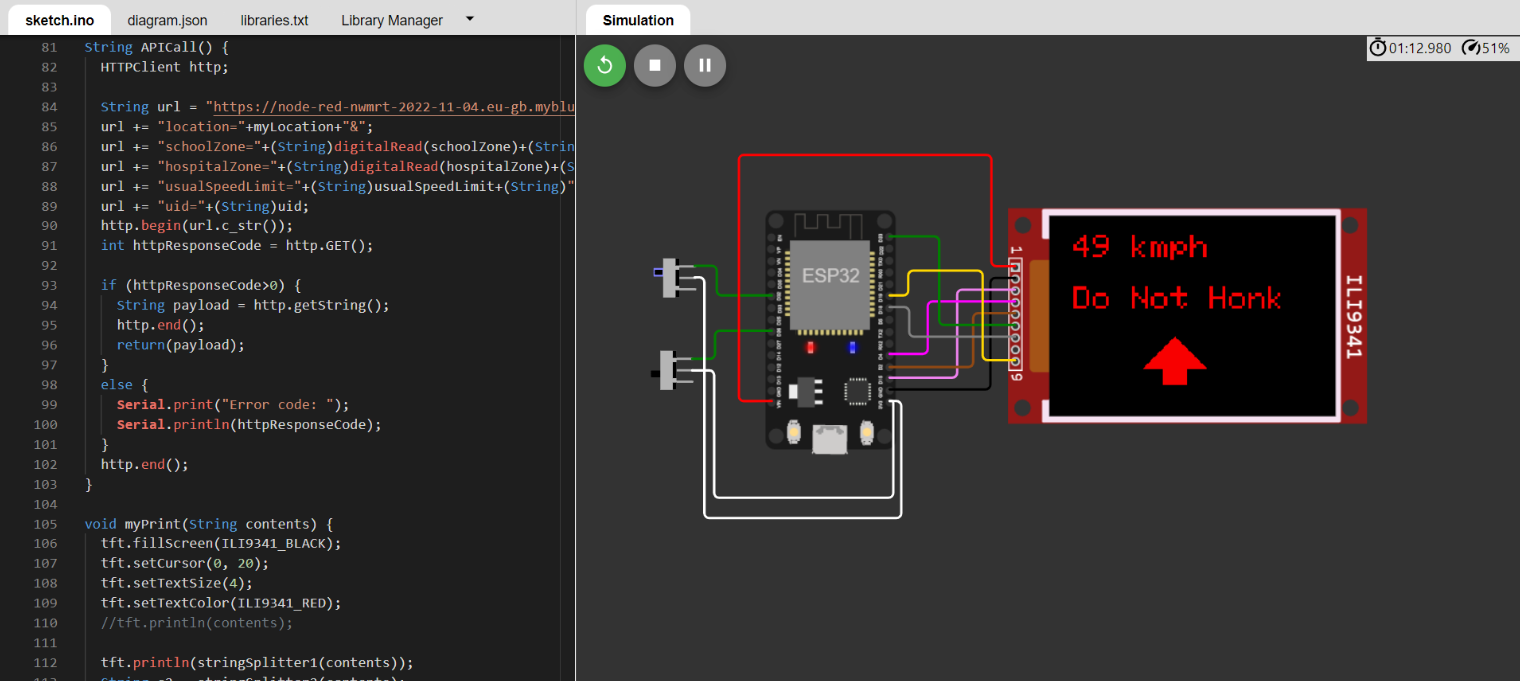 sketch.ino diagram.json libraries.txt Library Manager
Simulation
01:12.980 51%
81 String APICall() {
82 HTTPClient http;
83
84 String url = "https://node-red-nwmrt-2022-11-04.eu-gb.myblu
85 url += "location="+myLocation+"&";
86 url += "schoolZone="+(String)digitalRead(schoolZone)+(Strin
87 url += "hospitalZone="+(String)digitalRead(hospitalZone)+(S
88 url += "usualSpeedLimit="+(String)usualSpeedLimit+(String)"
89 url += "uid="+(String)uid;
90 http.begin(url.c_str());
91 int httpResponseCode = http.GET();
92
93 if (httpResponseCode>0) {
94 String payload = http.getString();
95 http.end();
96 return(payload);
97 }
98 else {
99 Serial.print("Error code: ");
100 Serial.println(httpResponseCode);
101 }
102 http.end();
103 }
104
105 void myPrint(String contents) {
106 tft.fillScreen(ILI9341_BLACK);
107 tft.setCursor(0, 20);
108 tft.setTextSize(4);
109 tft.setTextColor(ILI9341_RED);
110 //tft.println(contents);
111
112 tft.println(stringSplitter1(contents));
ESP32
1
9
49 kmph
Do Not Honk
ILI9341